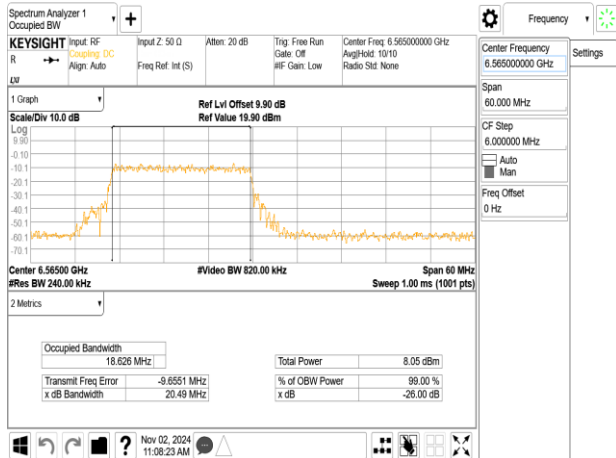 Spectrum Analyzer 1
Occupied BW
Frequency
KEYSIGHT
R
Input: RF
Coupling: DC
Align: Auto
Input Z: 50 Ω
Freq Ref: Int (S)
Atten: 20 dB
Trig: Free Run
Gate: Off
#IF Gain: Low
Center Freq: 6.565000000 GHz
Avg|Hold: 10/10
Radio Std: None
LXI
Center Frequency
6.565000000 GHz
Settings
Span
60.000 MHz
CF Step
6.000000 MHz
Auto
Man
Freq Offset
0 Hz
1 Graph
Scale/Div 10.0 dB
Ref Lvl Offset 9.90 dB
Ref Value 19.90 dBm
Log
9.90
-0.10
-10.1
-20.1
-30.1
-40.1
-50.1
-60.1
-70.1
Center 6.56500 GHz
#Res BW 240.00 kHz
#Video BW 820.00 kHz
Span 60 MHz
Sweep 1.00 ms (1001 pts)
2 Metrics
Occupied Bandwidth
18.626 MHz
Transmit Freq Error -9.6551 MHz
x dB Bandwidth 20.49 MHz
Total Power 8.05 dBm
% of OBW Power 99.00 %
x dB -26.00 dB
?
Nov 02, 2024
11:08:23 AM